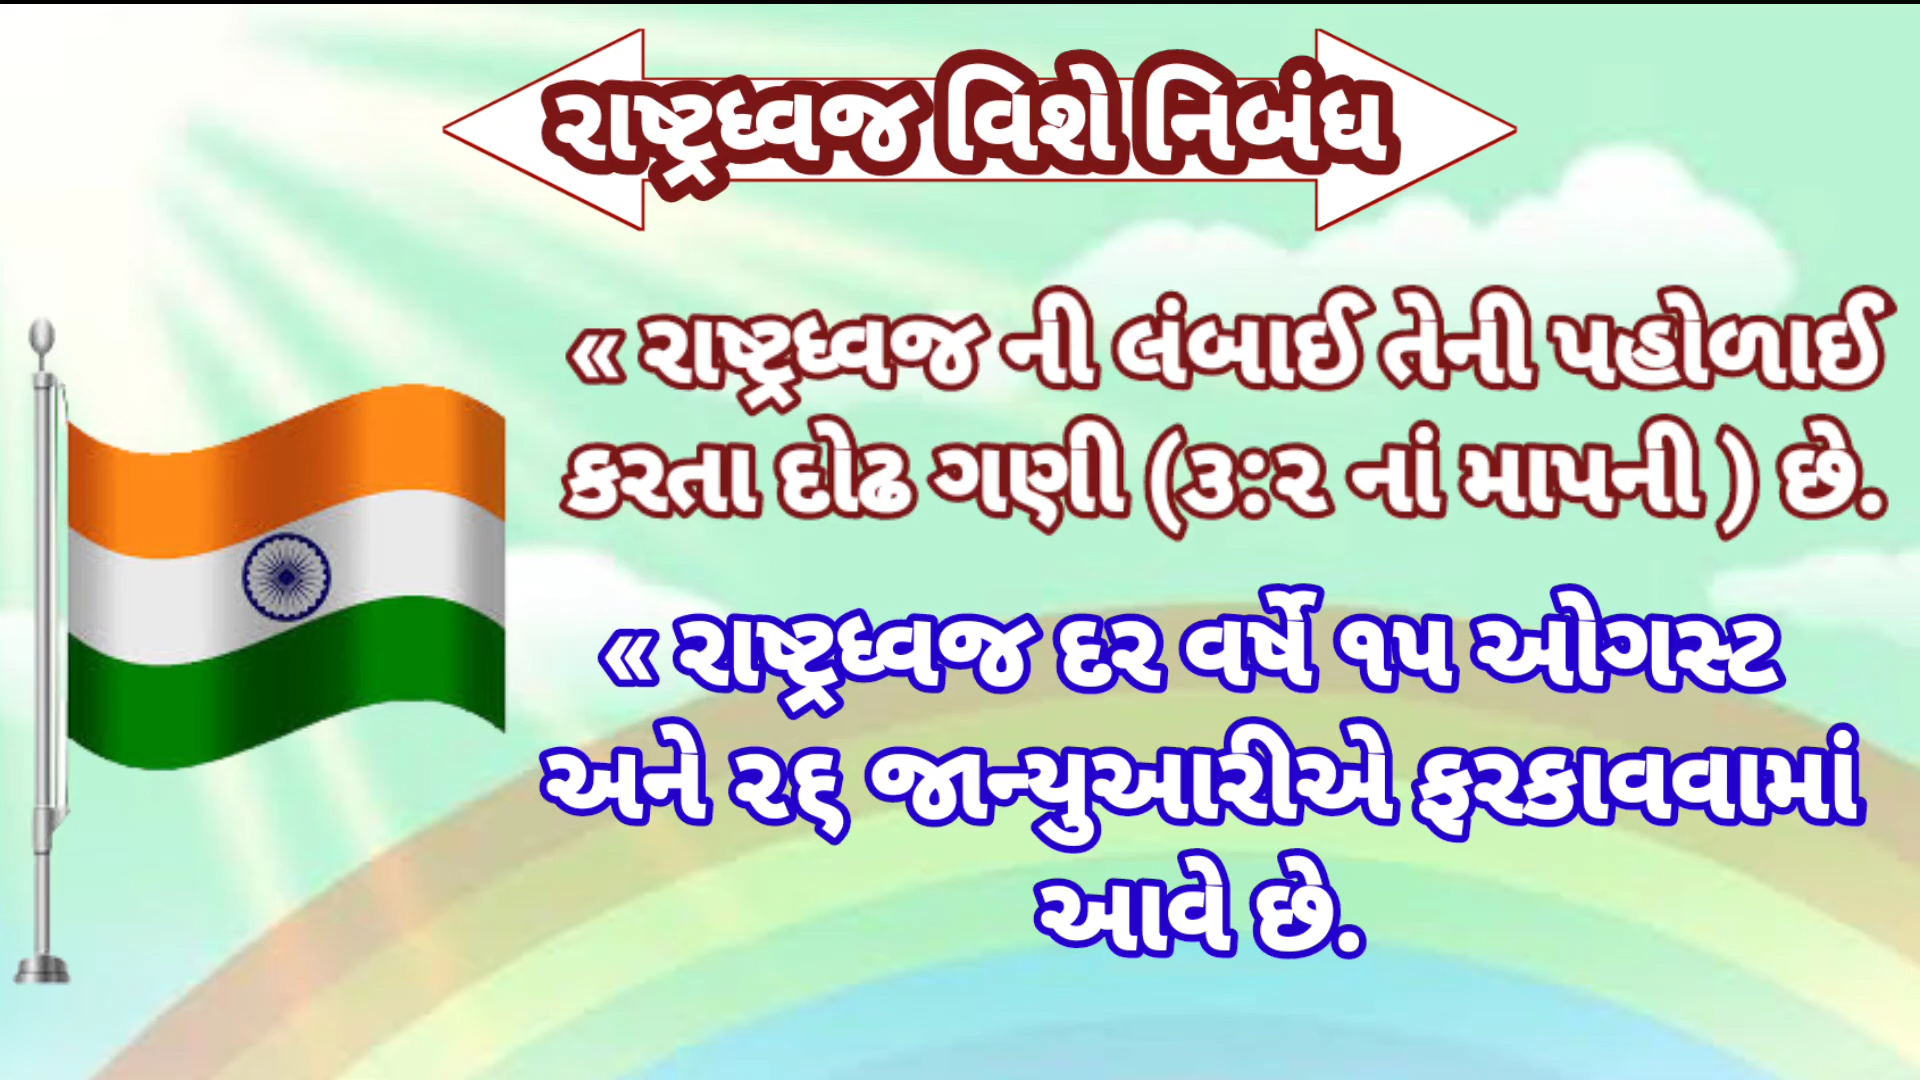 રાષ્ટ્રધ્વજ વિશે નિબંધ
« રાષ્ટ્રધ્વજ ની લંબાઈ તેની પહોળાઈ
કરતા દોઢ ગણી (૩:૨ નાં માપની ) છે.
« રાષ્ટ્રધ્વજ દર વર્ષે ૧૫ ઓગસ્ટ
અને ૨૬ જાન્યુઆરીએ ફરકાવવામાં
આવે છે.